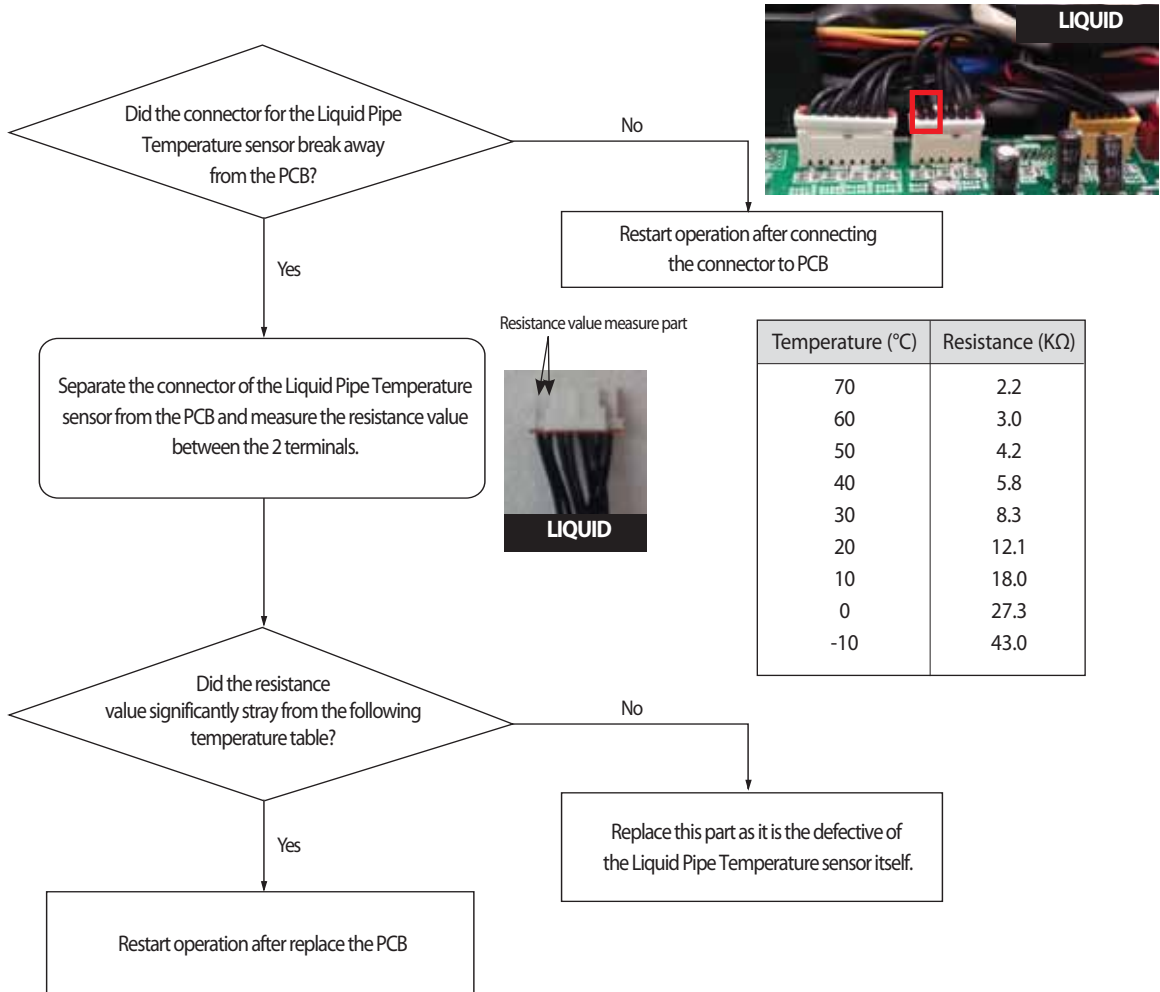 LIQUID
Did the connector for the Liquid Pipe
Temperature sensor break away
from the PCB?
No
Restart operation after connecting
the connector to PCB
Yes
Separate the connector of the Liquid Pipe Temperature
sensor from the PCB and measure the resistance value
between the 2 terminals.
Resistance value measure part
LIQUID
Temperature (°C) Resistance (KΩ)
70 2.2
60 3.0
50 4.2
40 5.8
30 8.3
20 12.1
10 18.0
0 27.3
-10 43.0
Did the resistance
value significantly stray from the following
temperature table?
No
Replace this part as it is the defective of
the Liquid Pipe Temperature sensor itself.
Yes
Restart operation after replace the PCB